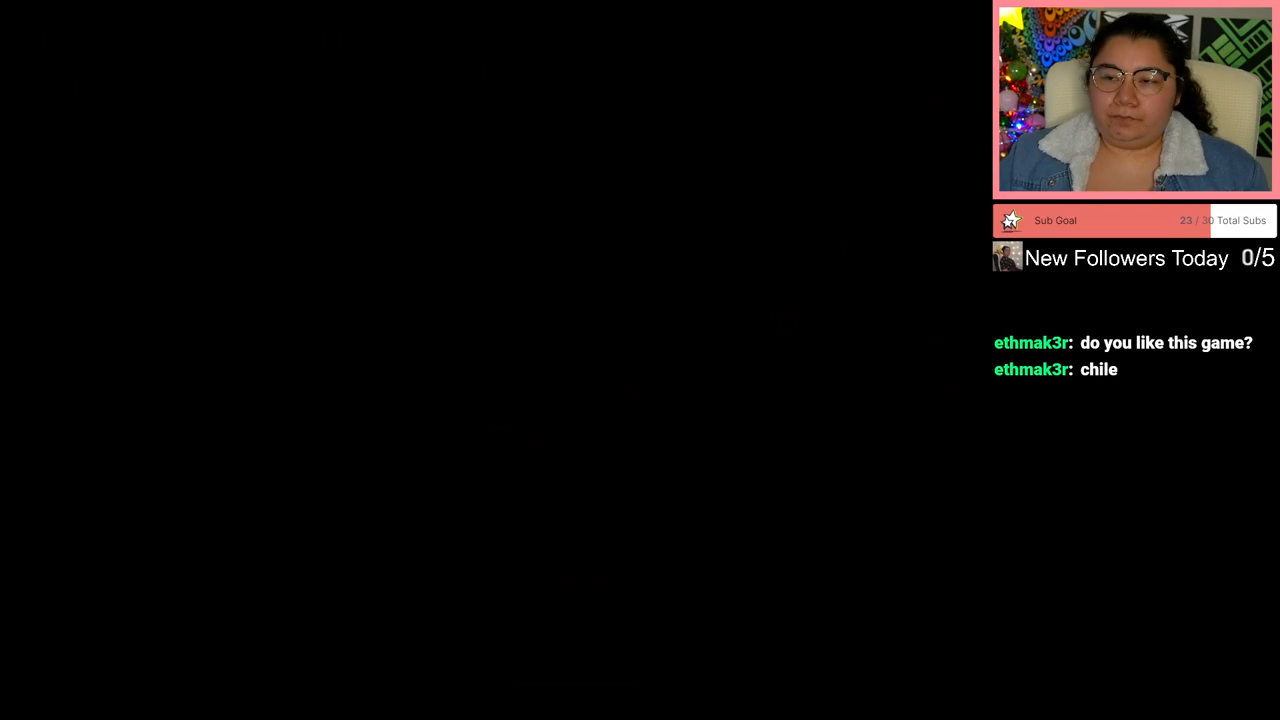 Sub Goal 23 / 30 Total Subs
New Followers Today 0/5
ethmak3r: do you like this game?
ethmak3r: chile